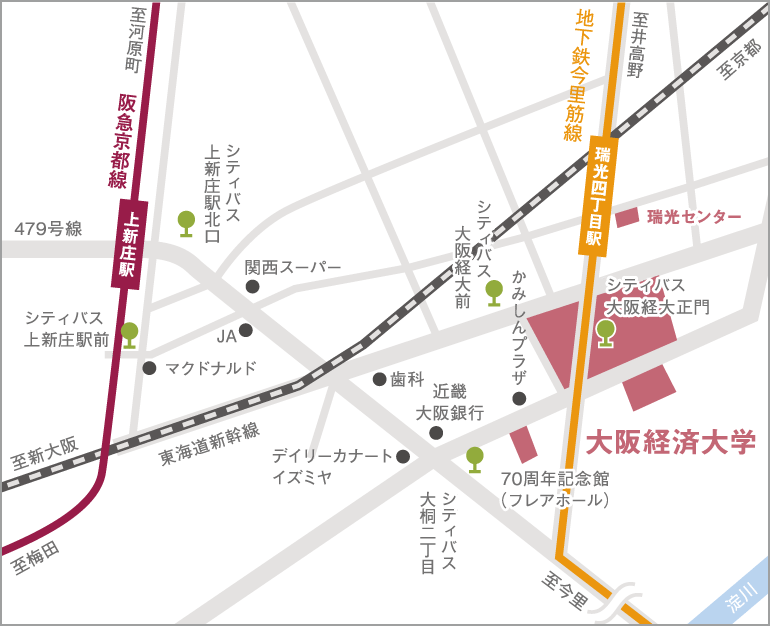 至河原町
阪急京都線
上新庄駅
シティバス
上新庄駅北口
479号線
関西スーパー
シティバス
上新庄駅前
JA
マクドナルド
至新大阪
東海道新幹線
至梅田
地下鉄今里筋線
至井高野
至京都
瑞光四丁目駅
瑞光センター
シティバス
大阪経大前
かみしんプラザ
シティバス
大阪経大正門
歯科
近畿
大阪銀行
大阪経済大学
デイリーカナート
イズミヤ
70周年記念館
（フレアホール）
シティバス
大桐二丁目
至今里
淀川